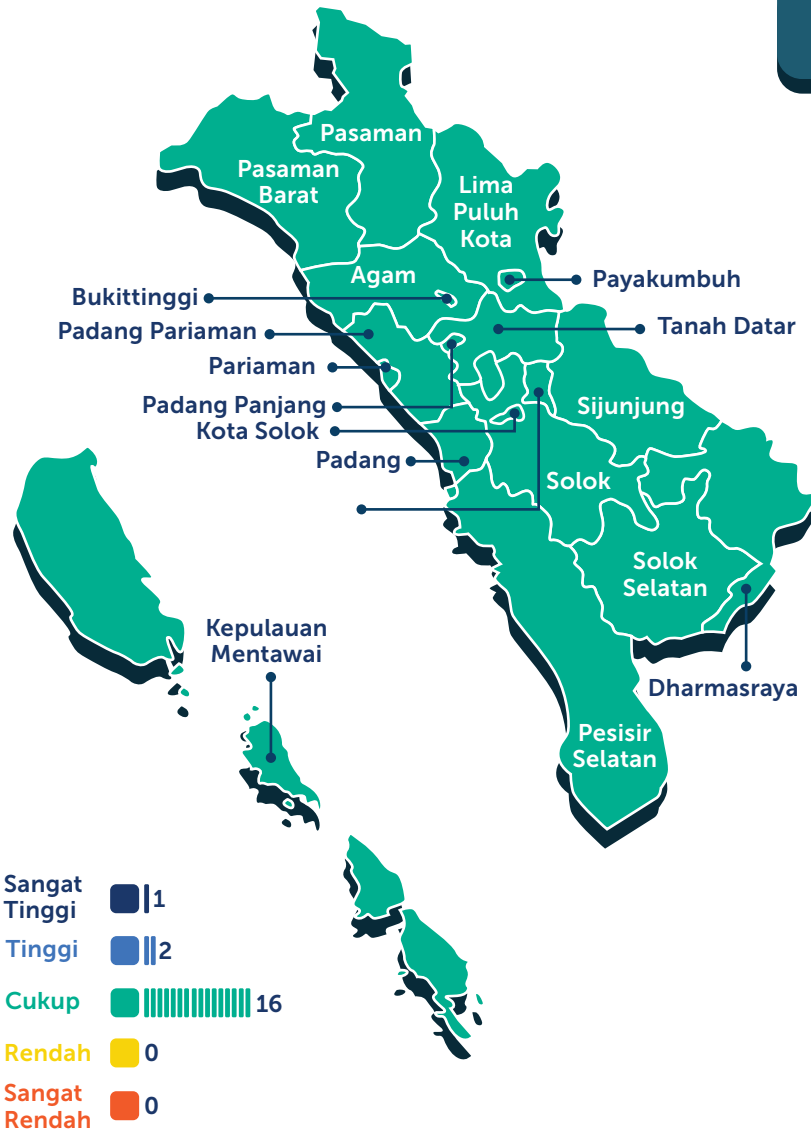 Pasaman
Pasaman
Barat
Lima
Puluh
Kota
Agam
Payakumbuh
Bukittinggi
Tanah Datar
Padang Pariaman
Pariaman
Padang Panjang
Sijunjung
Kota Solok
Padang
Solok
Solok
Selatan
Kepulauan
Mentawai
Dharmasraya
Pesisir
Selatan
Sangat
Tinggi
1
Tinggi
2
Cukup
16
Rendah
0
Sangat
Rendah
0